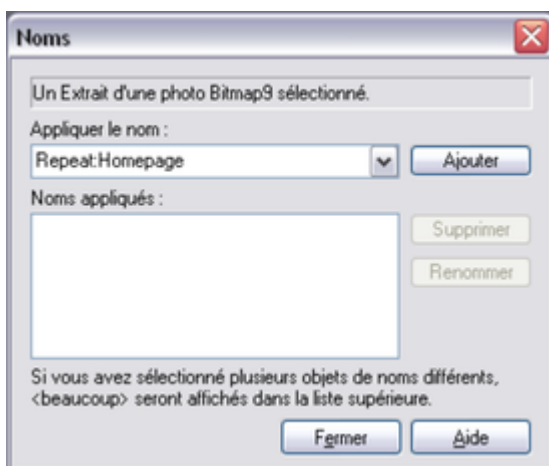 Noms
Un Extrait d'une photo Bitmap9 sélectionné.
Appliquer le nom :
Repeat:Homepage
Ajouter
Noms appliqués :
Supprimer
Renommer
Si vous avez sélectionné plusieurs objets de noms différents,
<beaucoup> seront affichés dans la liste supérieure.
Fermer
Aide